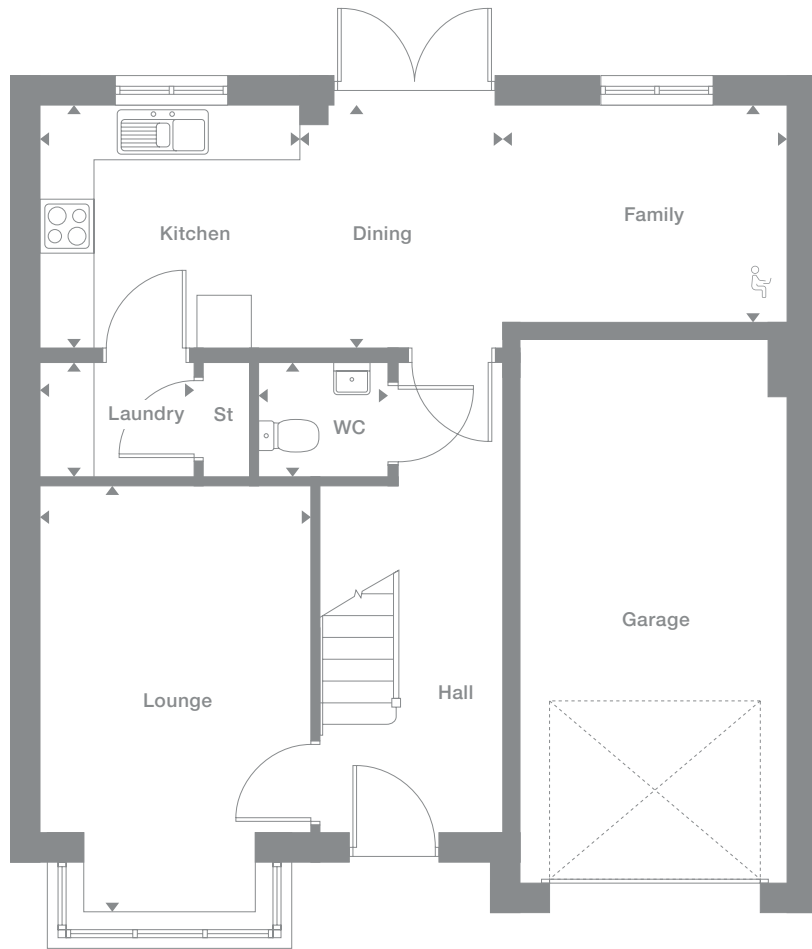 Family
Kitchen
Dining
Laundry
St
WC
Garage
Hall
Lounge